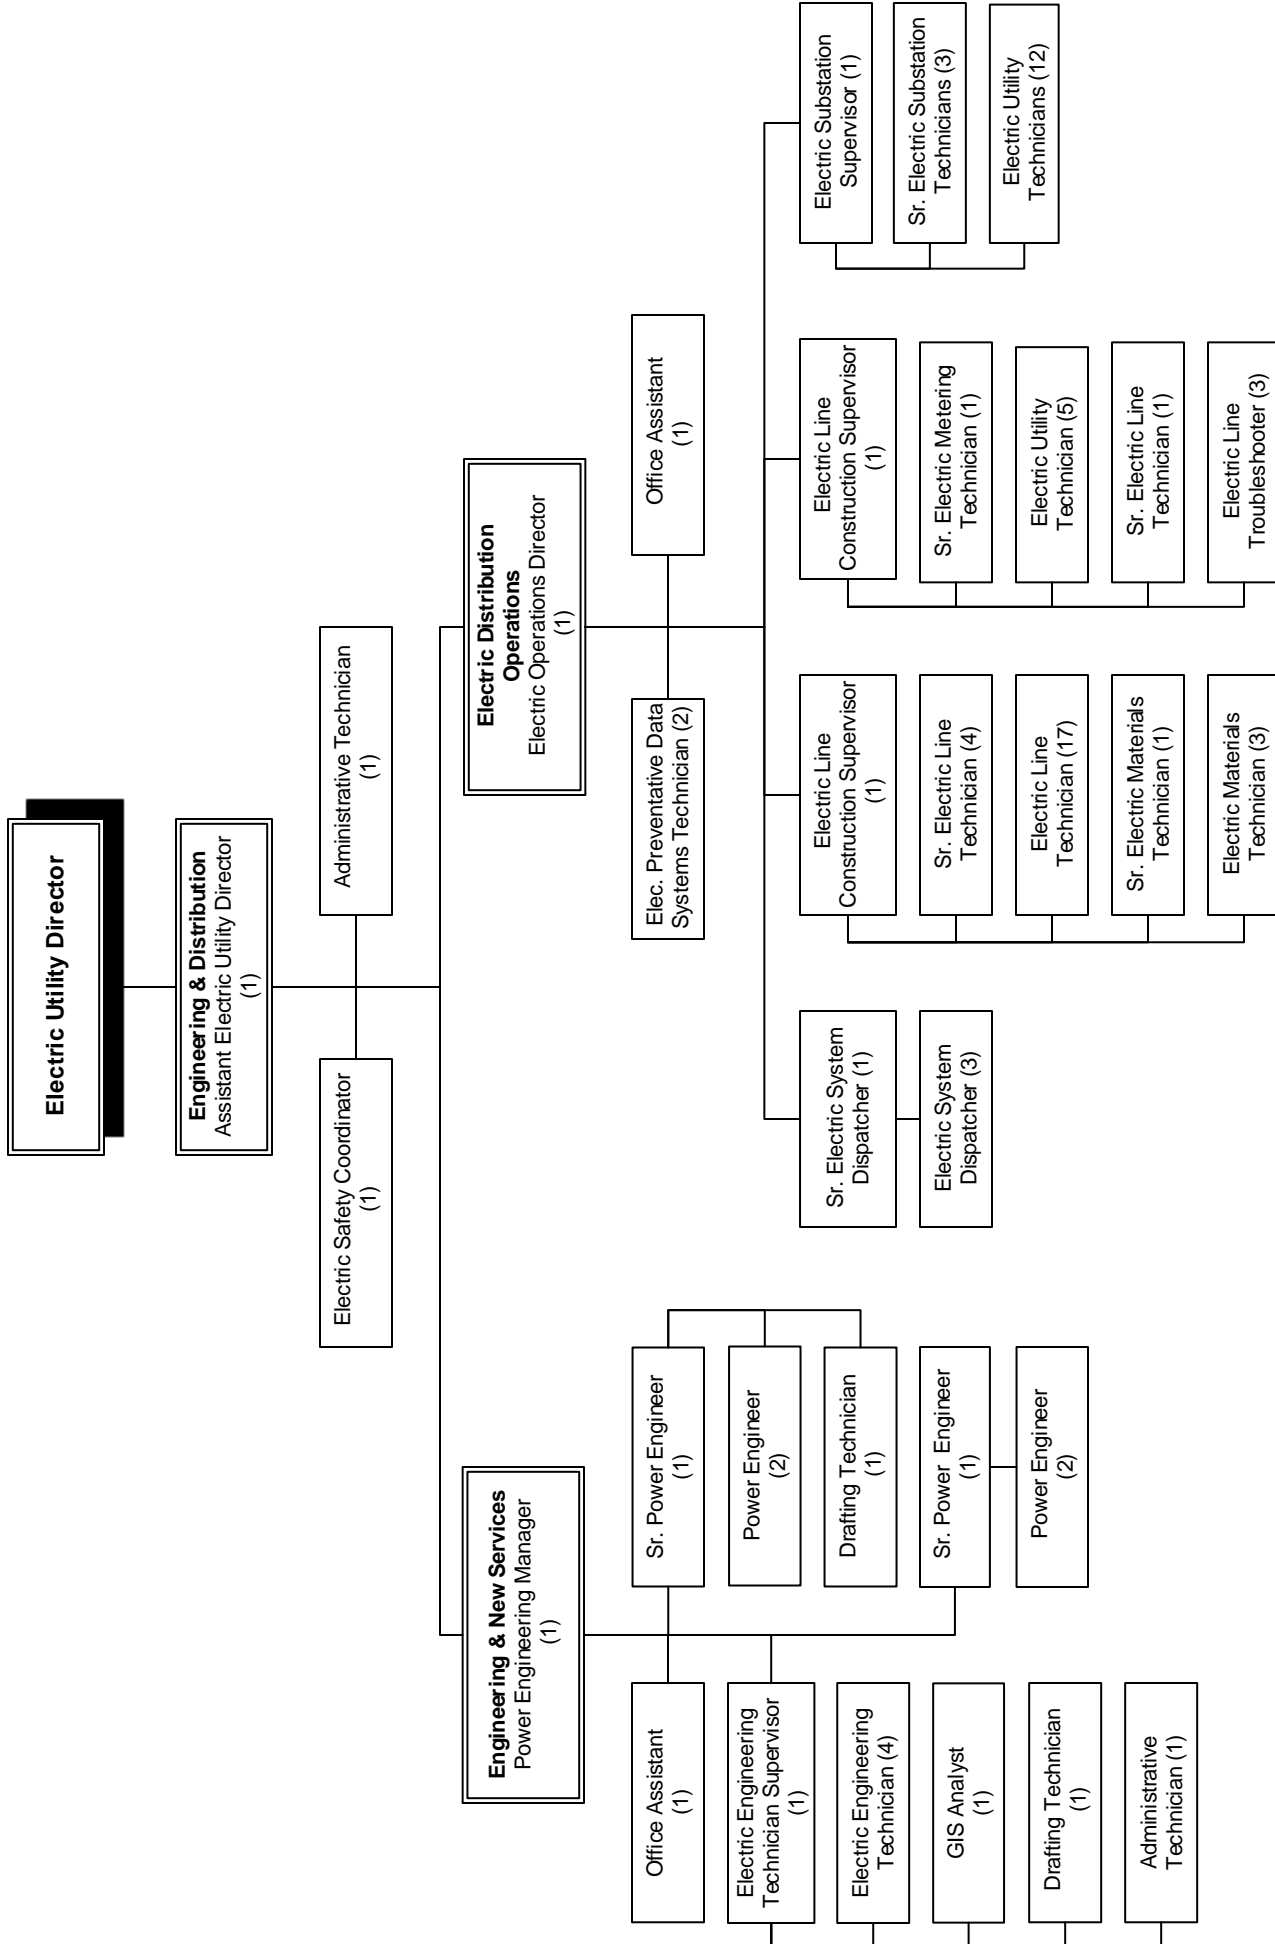 Electric Utility Director
Engineering & Distribution
Assistant Electric Utility Director
(1)
Electric Safety Coordinator
(1)
Administrative Technician
(1)
Engineering & New Services
Power Engineering Manager
(1)
Electric Distribution
Operations
Electric Operations Director
(1)
Office Assistant
(1)
Electric Engineering
Technician Supervisor
(1)
Electric Engineering
Technician (4)
GIS Analyst
(1)
Drafting Technician
(1)
Administrative
Technician (1)
Sr. Power Engineer
(1)
Power Engineer
(2)
Drafting Technician
(1)
Sr. Power Engineer
(1)
Power Engineer
(2)
Elec. Preventative Data
Systems Technician (2)
Office Assistant
(1)
Sr. Electric System
Dispatcher (1)
Electric System
Dispatcher (3)
Electric Line
Construction Supervisor
(1)
Sr. Electric Line
Technician (4)
Electric Line
Technician (17)
Sr. Electric Materials
Technician (1)
Electric Materials
Technician (3)
Electric Line
Construction Supervisor
(1)
Sr. Electric Metering
Technician (1)
Electric Utility
Technician (5)
Sr. Electric Line
Technician (1)
Electric Line
Troubleshooter (3)
Electric Substation
Supervisor (1)
Sr. Electric Substation
Technicians (3)
Electric Utility
Technicians (12)